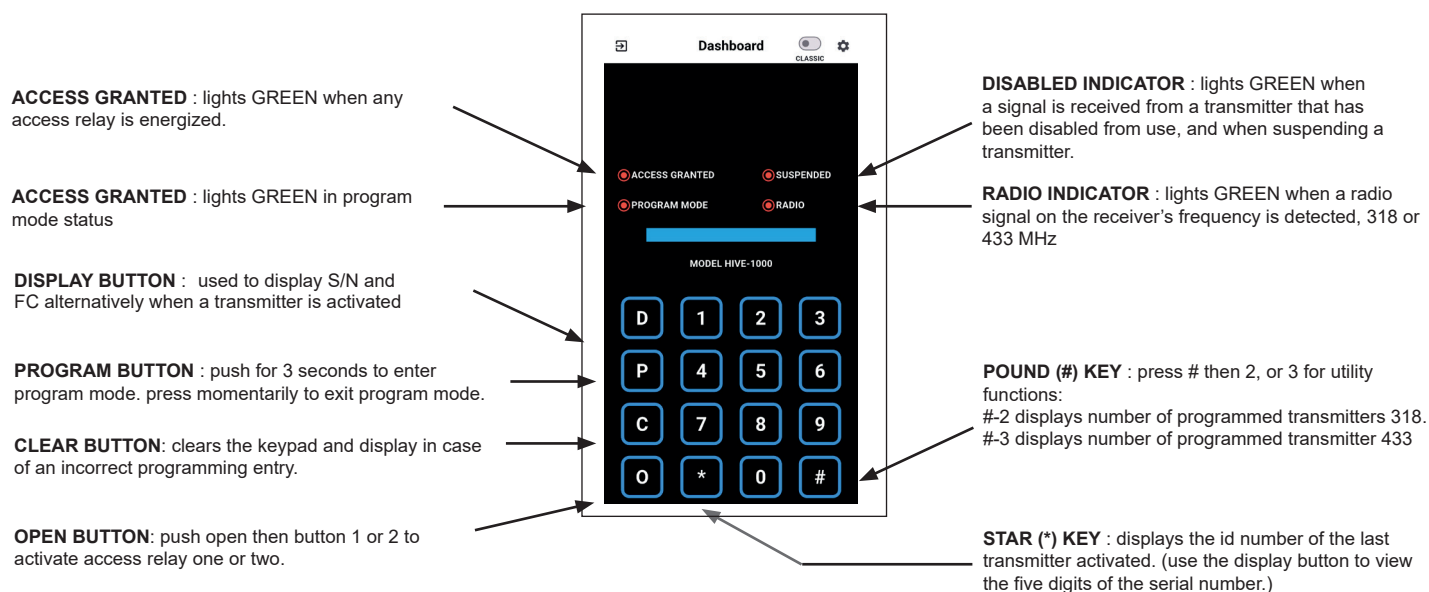 ACCESS GRANTED : lights GREEN when any
access relay is energized.
ACCESS GRANTED : lights GREEN in program
mode status
DISPLAY BUTTON : used to display S/N and
FC alternatively when a transmitter is activated
PROGRAM BUTTON : push for 3 seconds to enter
program mode. press momentarily to exit program mode.
CLEAR BUTTON: clears the keypad and display in case
of an incorrect programming entry.
OPEN BUTTON: push open then button 1 or 2 to
activate access relay one or two.
Dashboard
CLASSIC
ACCESS GRANTED
SUSPENDED
PROGRAM MODE
RADIO
MODEL HIVE-1000
D 1 2 3
P 4 5 6
C 7 8 9
O * 0 #
DISABLED INDICATOR : lights GREEN when
a signal is received from a transmitter that has
been disabled from use, and when suspending a
transmitter.
RADIO INDICATOR : lights GREEN when a radio
signal on the receiver's frequency is detected, 318 or
433 MHz
POUND (#) KEY : press # then 2, or 3 for utility
functions:
#-2 displays number of programmed transmitters 318.
#-3 displays number of programmed transmitter 433
STAR (*) KEY : displays the id number of the last
transmitter activated. (use the display button to view
the five digits of the serial number.)